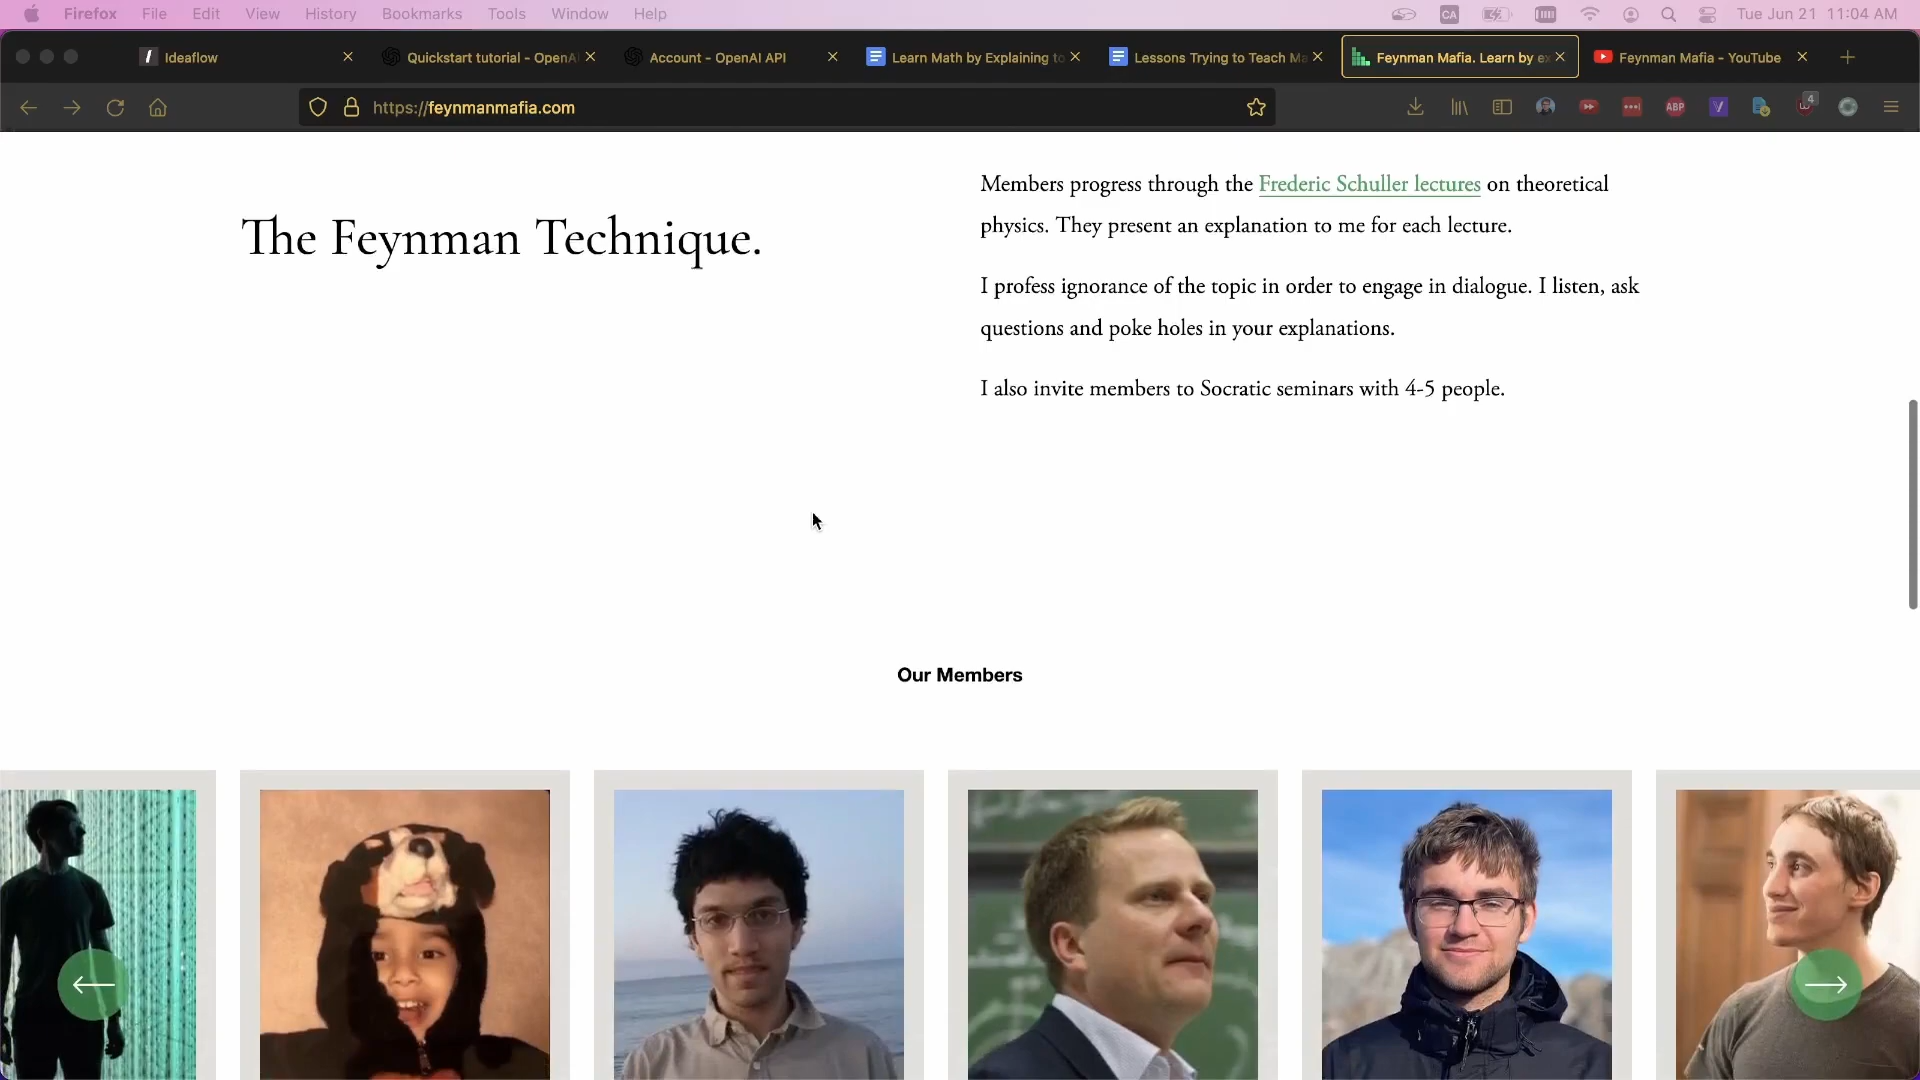 Firefox File Edit View History Bookmarks Tools Window Help CA Tue Jun 21 11:04 AM
Ideaflow Quickstart tutorial - OpenA Account - OpenAI API Learn Math by Explaining to Lessons Trying to Teach Ma Feynman Mafia. Learn by ex Feynman Mafia - YouTube
https://feynmanmafia.com ABP 4
The Feynman Technique.
Members progress through the Frederic Schuller lectures on theoretical
physics. They present an explanation to me for each lecture.
I profess ignorance of the topic in order to engage in dialogue. I listen, ask
questions and poke holes in your explanations.
I also invite members to Socratic seminars with 4-5 people.
Our Members